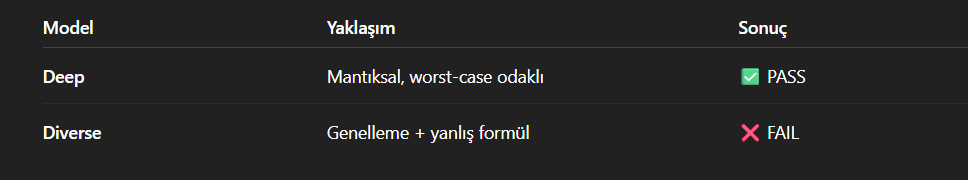 Model Yaklaşım Sonuç
Deep Mantıksal, worst-case odaklı ✅ PASS
Diverse Genelleme + yanlış formül ❌ FAIL